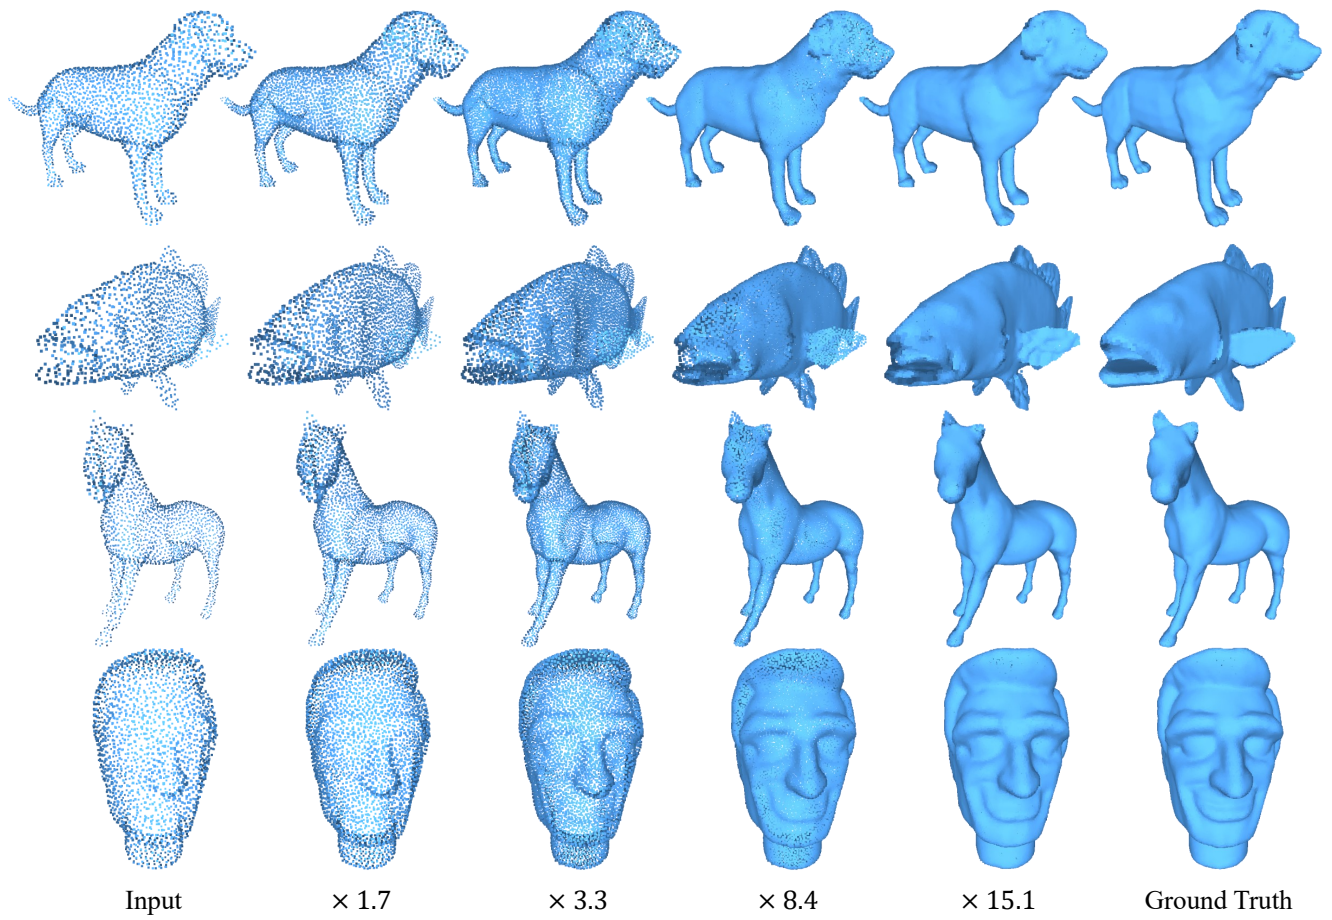 Input × 1.7 × 3.3 × 8.4 × 15.1 Ground Truth